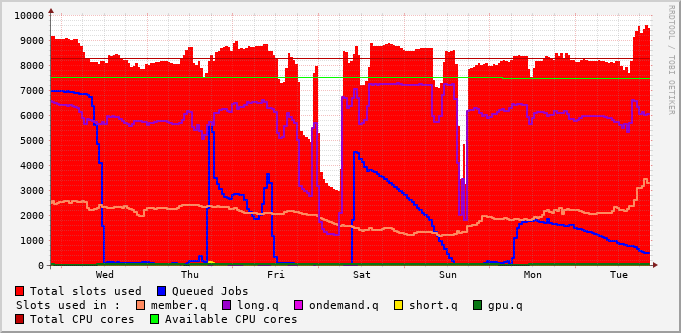 10000
9000
8000
7000
6000
5000
4000
3000
2000
1000
0
Wed Thu Fri Sat Sun Mon Tue
RRDTOOL / TOBI OETIKER
Total slots used Queued Jobs
Slots used in : member.q long.q ondemand.q short.q gpu.q
Total CPU cores Available CPU cores